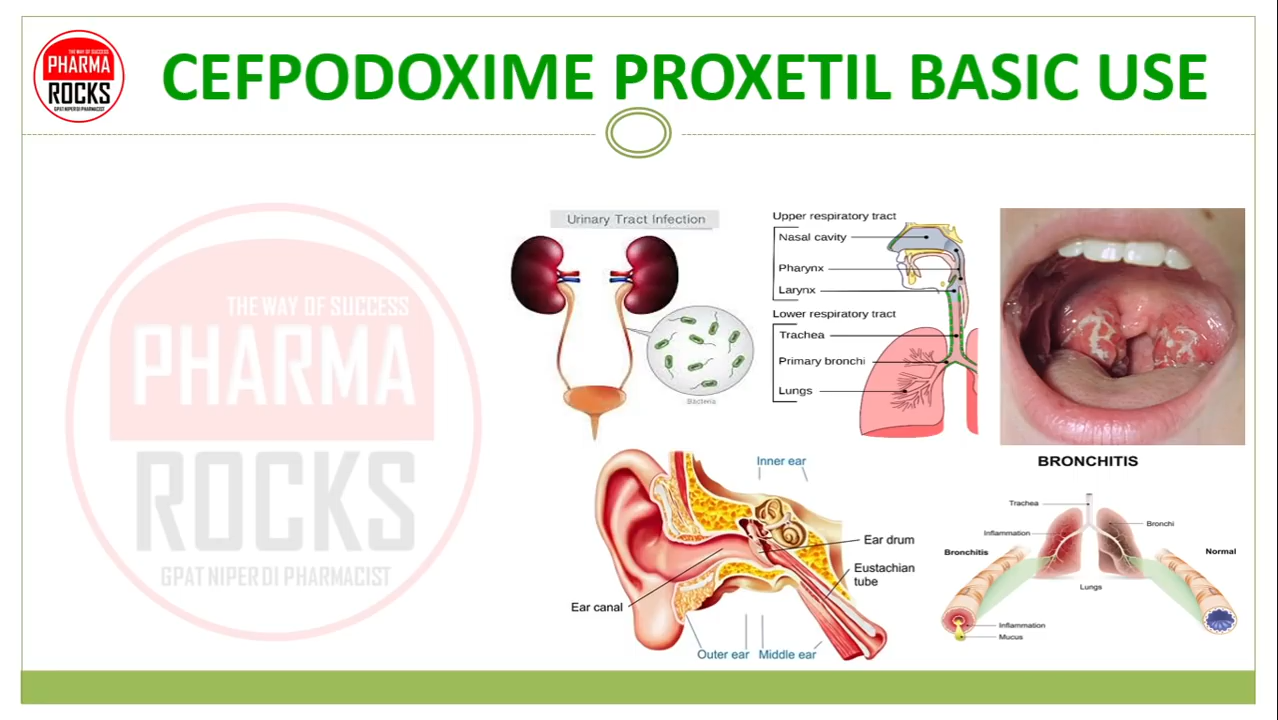 THE WAY OF SUCCESS
PHARMA
ROCKS
GPAT NIPER DI PHARMACIST
CEFPODOXIME PROXETIL BASIC USE
THE WAY OF SUCCESS
PHARMA
ROCKS
GPAT NIPER DI PHARMACIST
Urinary Tract Infection
Bacteria
Upper respiratory tract
Nasal cavity
Pharynx
Larynx
Lower respiratory tract
Trachea
Primary bronchi
Lungs
Inner ear
Ear drum
Eustachian
tube
Ear canal
Outer ear
Middle ear
BRONCHITIS
Trachea
Inflammation
Bronchi
Bronchitis
Normal
Lungs
Inflammation
Mucus